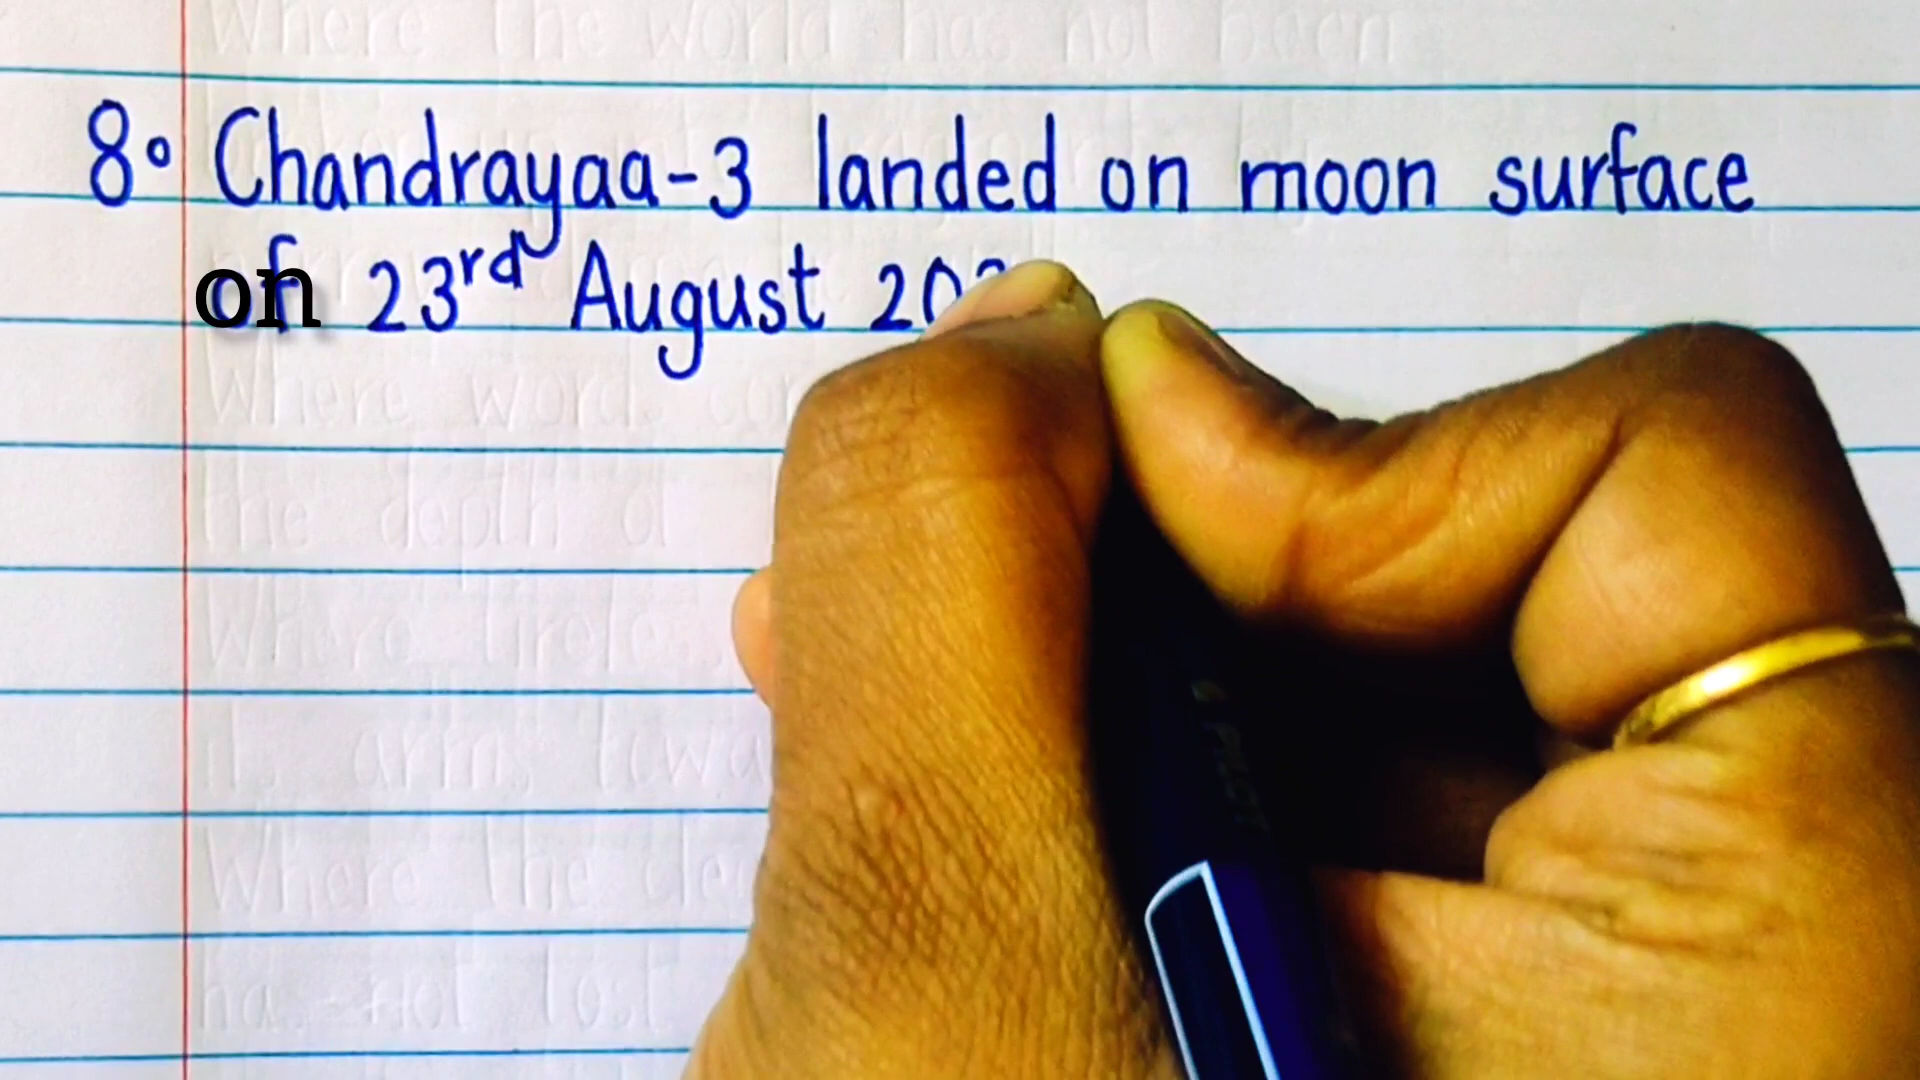 8. Chandrayaa-3 landed on moon surface
on 23rd August 20